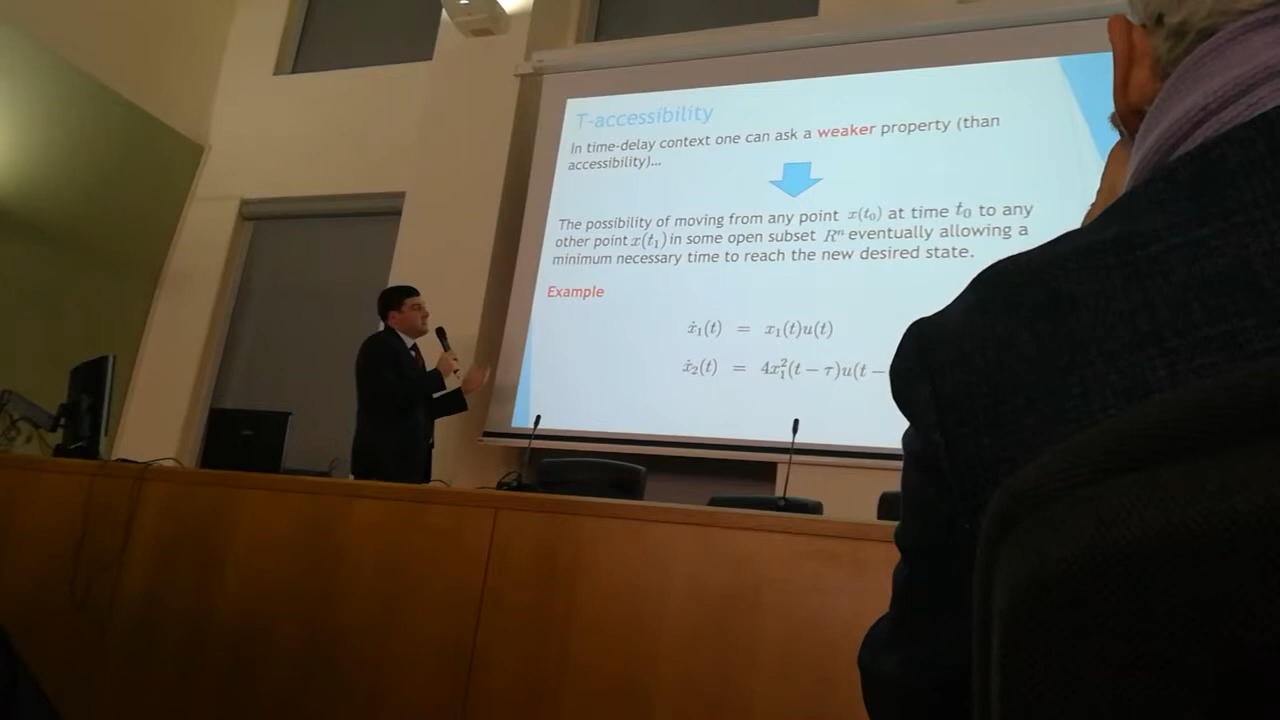 T-accessibility
In time-delay context one can ask a weaker property (than
accessibility)...
The possibility of moving from any point x(t₀) at time t₀ to any
other point x(t₁) in some open subset Rⁿ eventually allowing a
minimum necessary time to reach the new desired state.
Example
ẋ₁(t) = x₁(t)u(t)
ẋ₂(t) = 4x₁²(t − τ)u(t −